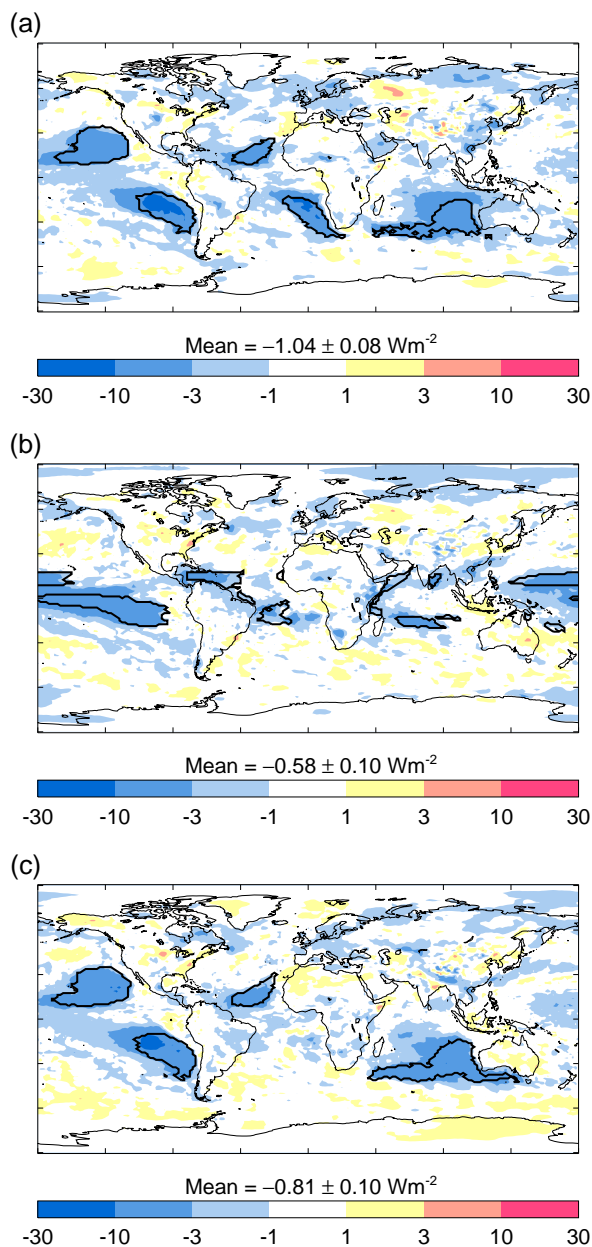 (a)
Mean = −1.04 ± 0.08 Wm-2
-30 -10 -3 -1 1 3 10 30
(b)
Mean = −0.58 ± 0.10 Wm-2
-30 -10 -3 -1 1 3 10 30
(c)
Mean = −0.81 ± 0.10 Wm-2
-30 -10 -3 -1 1 3 10 30